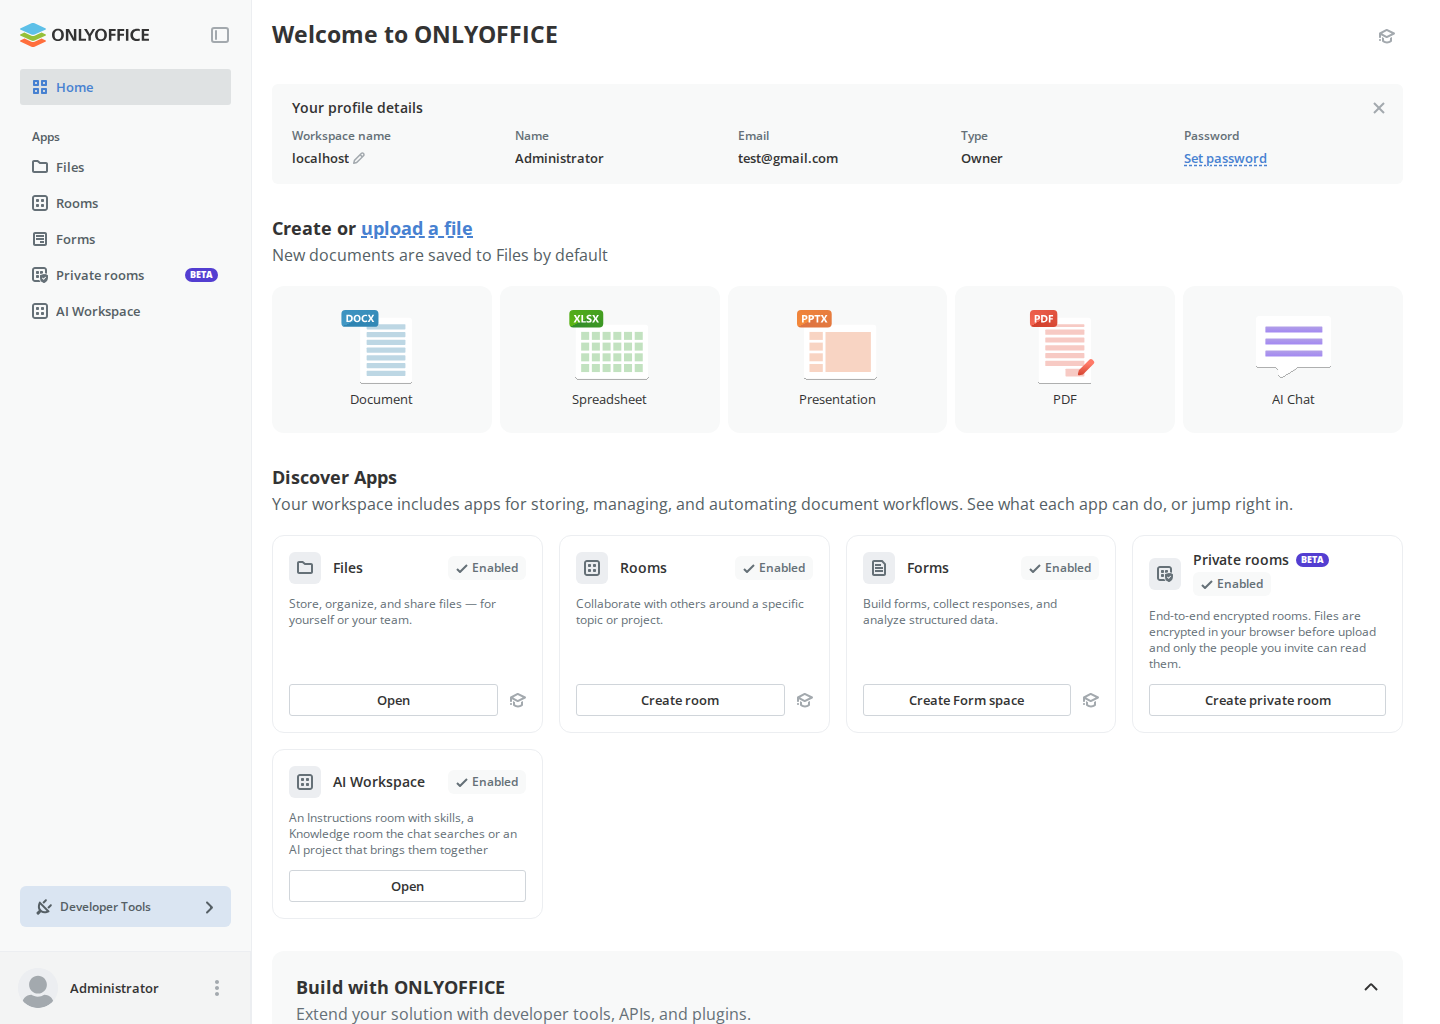 ONLYOFFICE
Home
Apps
Files
Rooms
Forms
Private rooms BETA
AI Workspace
Developer Tools
Administrator
Welcome to ONLYOFFICE
Your profile details
Workspace name
localhost
Name
Administrator
Email
test@gmail.com
Type
Owner
Password
Set password
Create or upload a file
New documents are saved to Files by default
DOCX
Document
XLSX
Spreadsheet
PPTX
Presentation
PDF
PDF
AI Chat
Discover Apps
Your workspace includes apps for storing, managing, and automating document workflows. See what each app can do, or jump right in.
Files Enabled
Store, organize, and share files — for
yourself or your team.
Open
Rooms Enabled
Collaborate with others around a specific
topic or project.
Create room
Forms Enabled
Build forms, collect responses, and
analyze structured data.
Create Form space
Private rooms BETA
Enabled
End-to-end encrypted rooms. Files are
encrypted in your browser before upload
and only the people you invite can read
them.
Create private room
AI Workspace Enabled
An Instructions room with skills, a
Knowledge room the chat searches or an
AI project that brings them together
Open
Build with ONLYOFFICE
Extend your solution with developer tools, APIs, and plugins.